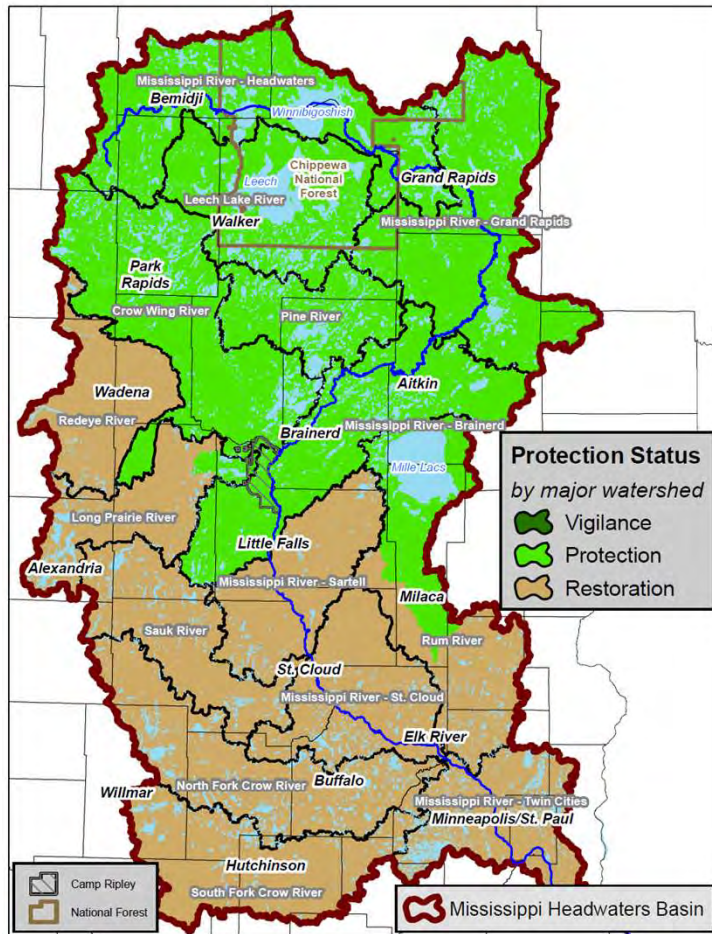 Mississippi River - Headwaters
Bemidji
Winnibigoshish
Chippewa
National
Forest
Grand Rapids
Leech
Leech Lake River
Walker
Mississippi River - Grand Rapids
Park
Rapids
Crow Wing River
Pine River
Wadena
Aitkin
Redeye River
Mississippi River - Brainerd
Brainerd
Mille Lacs
Long Prairie River
Little Falls
Alexandria
Mississippi River - Sartell
Milaca
Sauk River
Rum River
St. Cloud
Mississippi River - St. Cloud
Elk River
Buffalo
North Fork Crow River
Willmar
Mississippi River - Twin Cities
Minneapolis/St. Paul
Hutchinson
South Fork Crow River
Protection Status
by major watershed
Vigilance
Protection
Restoration
Camp Ripley
National Forest
Mississippi Headwaters Basin